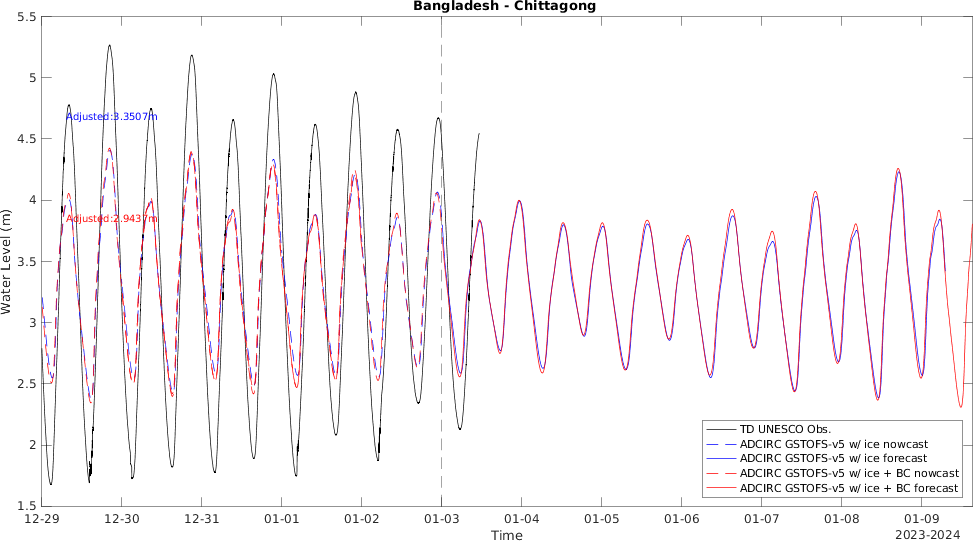 Bangladesh - Chittagong
5.5
5
4.5
4
3.5
3
2.5
2
1.5
Water Level (m)
Adjusted:3.3507m
Adjusted:2.9437m
TD UNESCO Obs.
ADCIRC GSTOFS-v5 w/ ice nowcast
ADCIRC GSTOFS-v5 w/ ice forecast
ADCIRC GSTOFS-v5 w/ ice + BC nowcast
ADCIRC GSTOFS-v5 w/ ice + BC forecast
12-29 12-30 12-31 01-01 01-02 01-03 01-04 01-05 01-06 01-07 01-08 01-09
Time
2023-2024